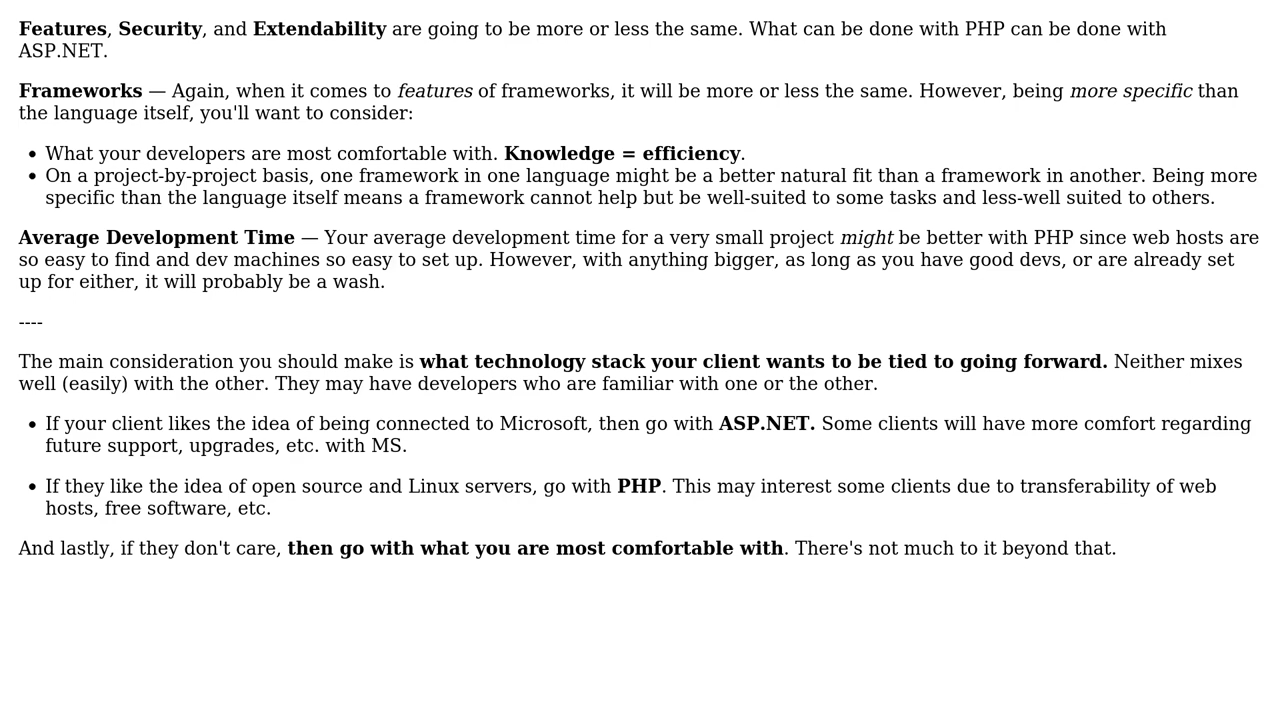 Features, Security, and Extendability are going to be more or less the same. What can be done with PHP can be done with
ASP.NET.
Frameworks — Again, when it comes to features of frameworks, it will be more or less the same. However, being more specific than
the language itself, you'll want to consider:
• What your developers are most comfortable with. Knowledge = efficiency.
• On a project-by-project basis, one framework in one language might be a better natural fit than a framework in another. Being more
specific than the language itself means a framework cannot help but be well-suited to some tasks and less-well suited to others.
Average Development Time — Your average development time for a very small project might be better with PHP since web hosts are
so easy to find and dev machines so easy to set up. However, with anything bigger, as long as you have good devs, or are already set
up for either, it will probably be a wash.
----
The main consideration you should make is what technology stack your client wants to be tied to going forward. Neither mixes
well (easily) with the other. They may have developers who are familiar with one or the other.
• If your client likes the idea of being connected to Microsoft, then go with ASP.NET. Some clients will have more comfort regarding
future support, upgrades, etc. with MS.
• If they like the idea of open source and Linux servers, go with PHP. This may interest some clients due to transferability of web
hosts, free software, etc.
And lastly, if they don't care, then go with what you are most comfortable with. There's not much to it beyond that.